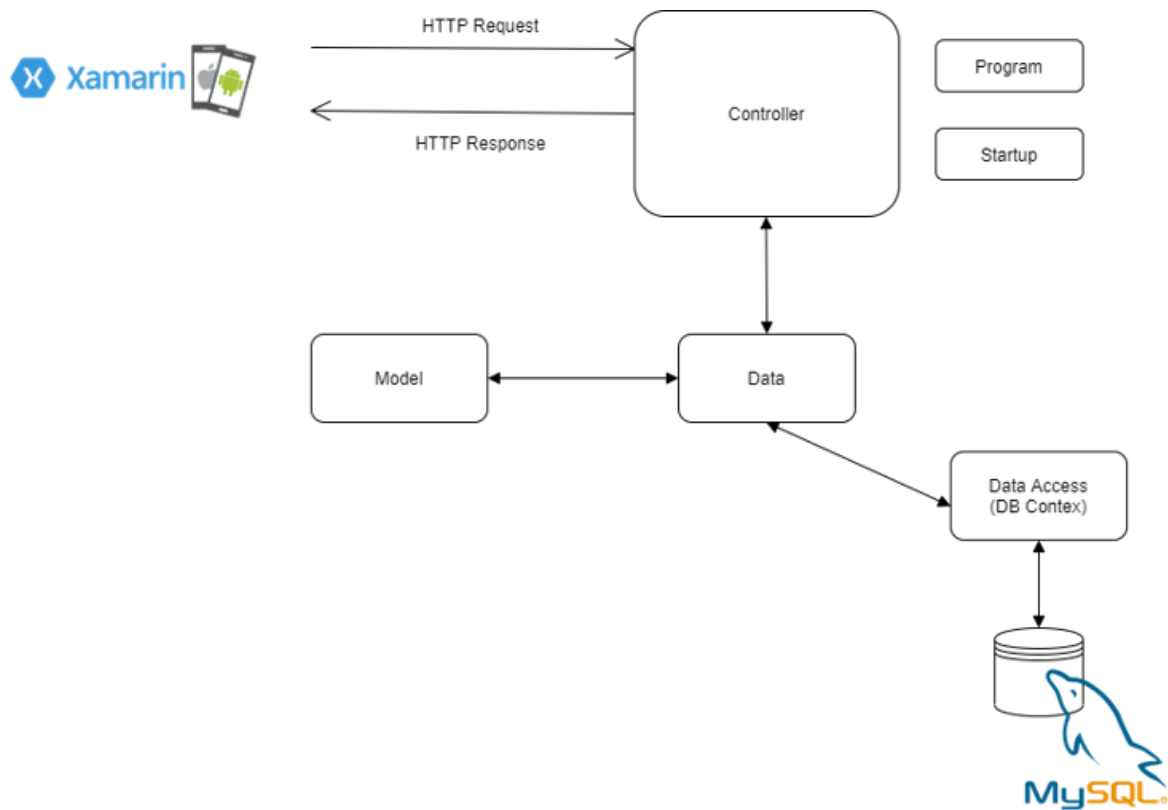 HTTP Request
Xamarin
HTTP Response
Controller
Program
Startup
Model
Data
Data Access
(DB Contex)
MySQL